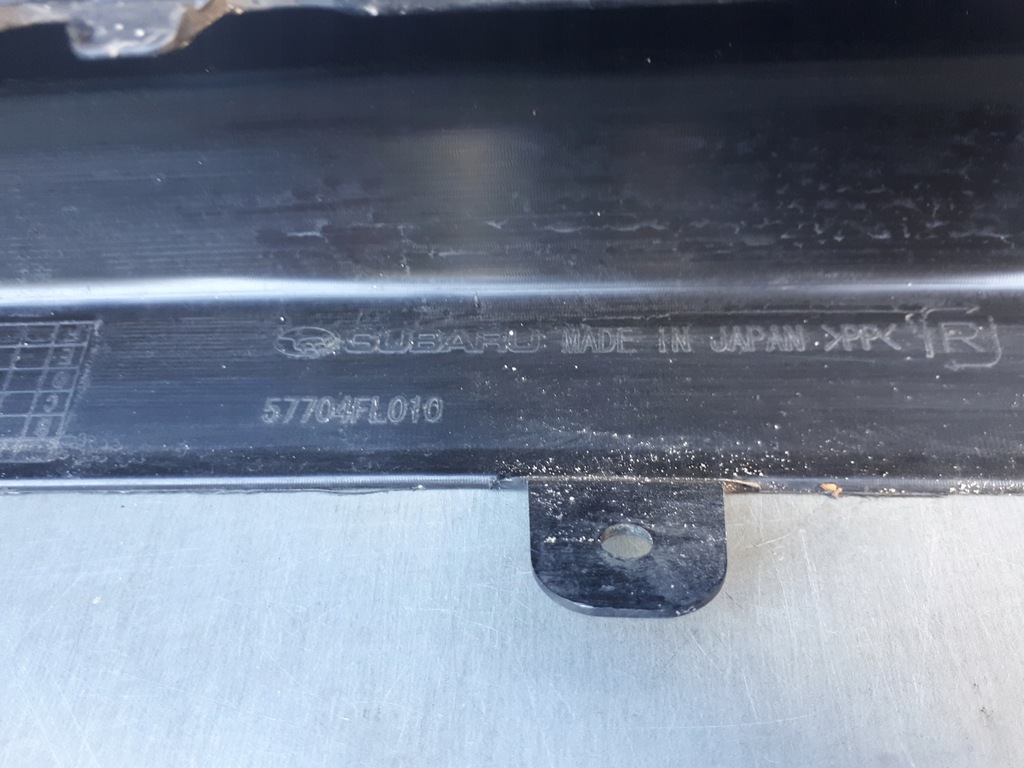 SUBARU MADE IN JAPAN >PP< R
57704FL010